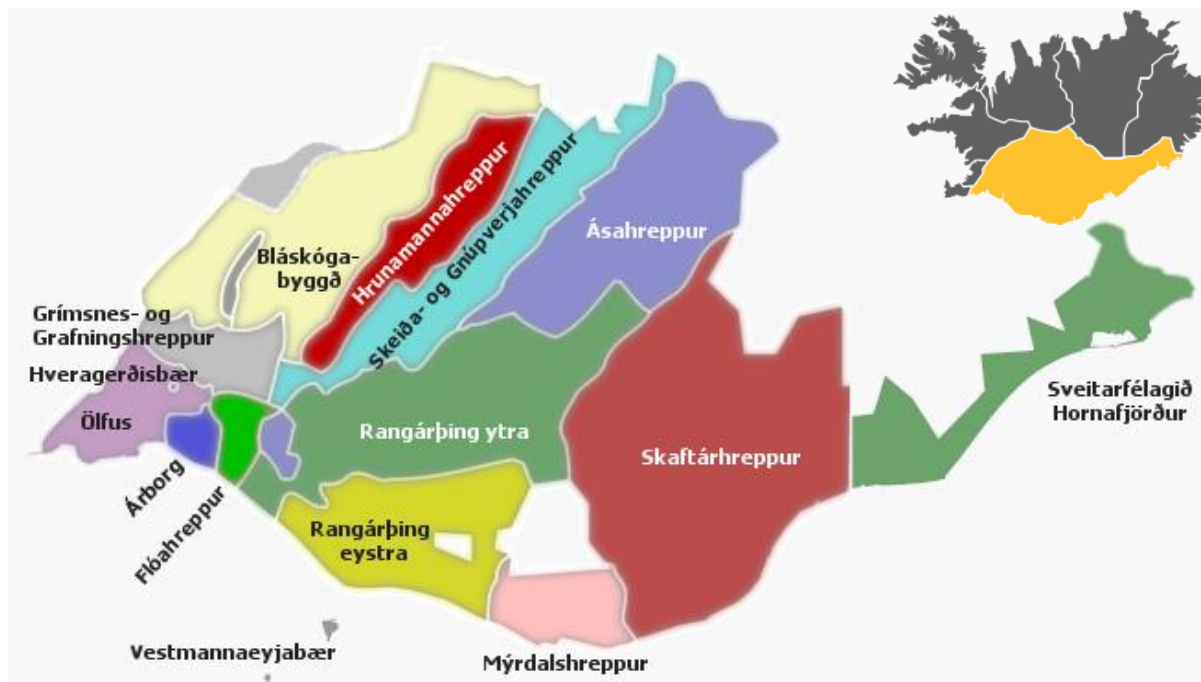 Bláskóga-
byggð
Hrunamannahreppur
Skeiða- og Gnúpverjahreppur
Ásahreppur
Grímsnes- og
Grafningshreppur
Hveragerðisbær
Ölfus
Árborg
Flóahreppur
Rangárþing ytra
Rangárþing
eystra
Skaftárhreppur
Sveitarfélagið
Hornafjörður
Vestmannaeyjabær
Mýrdalshreppur